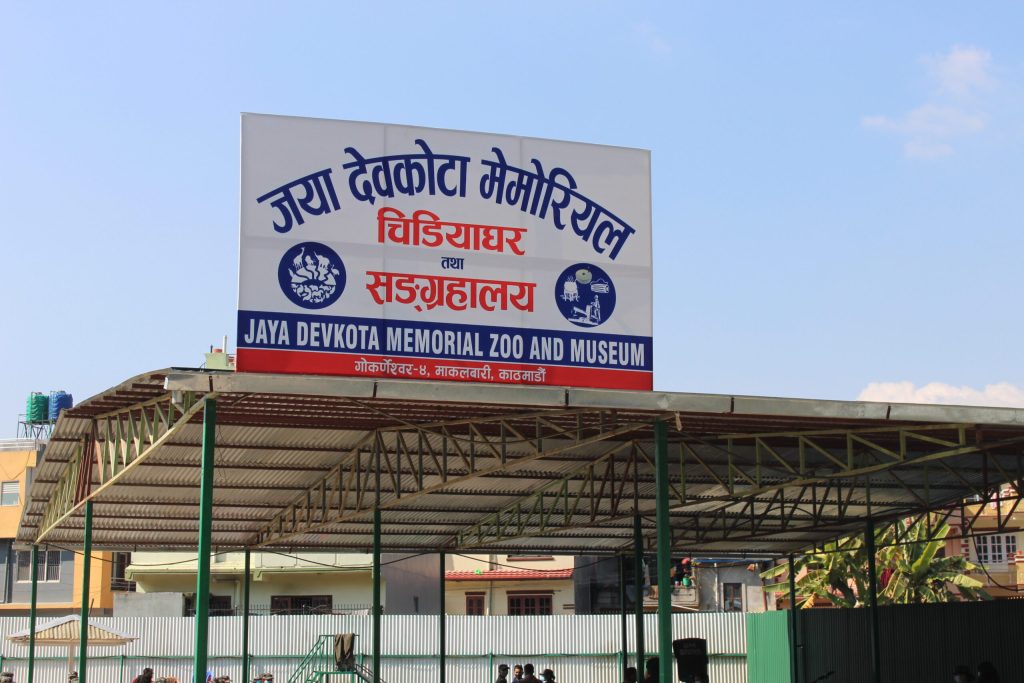 जया देवकोटा मेमोरियल
चिडियाघर
तथा
सङ्ग्रहालय
JAYA DEVKOTA MEMORIAL ZOO AND MUSEUM
गोकर्णेश्वर-४, माकलबारी, काठमाडौं